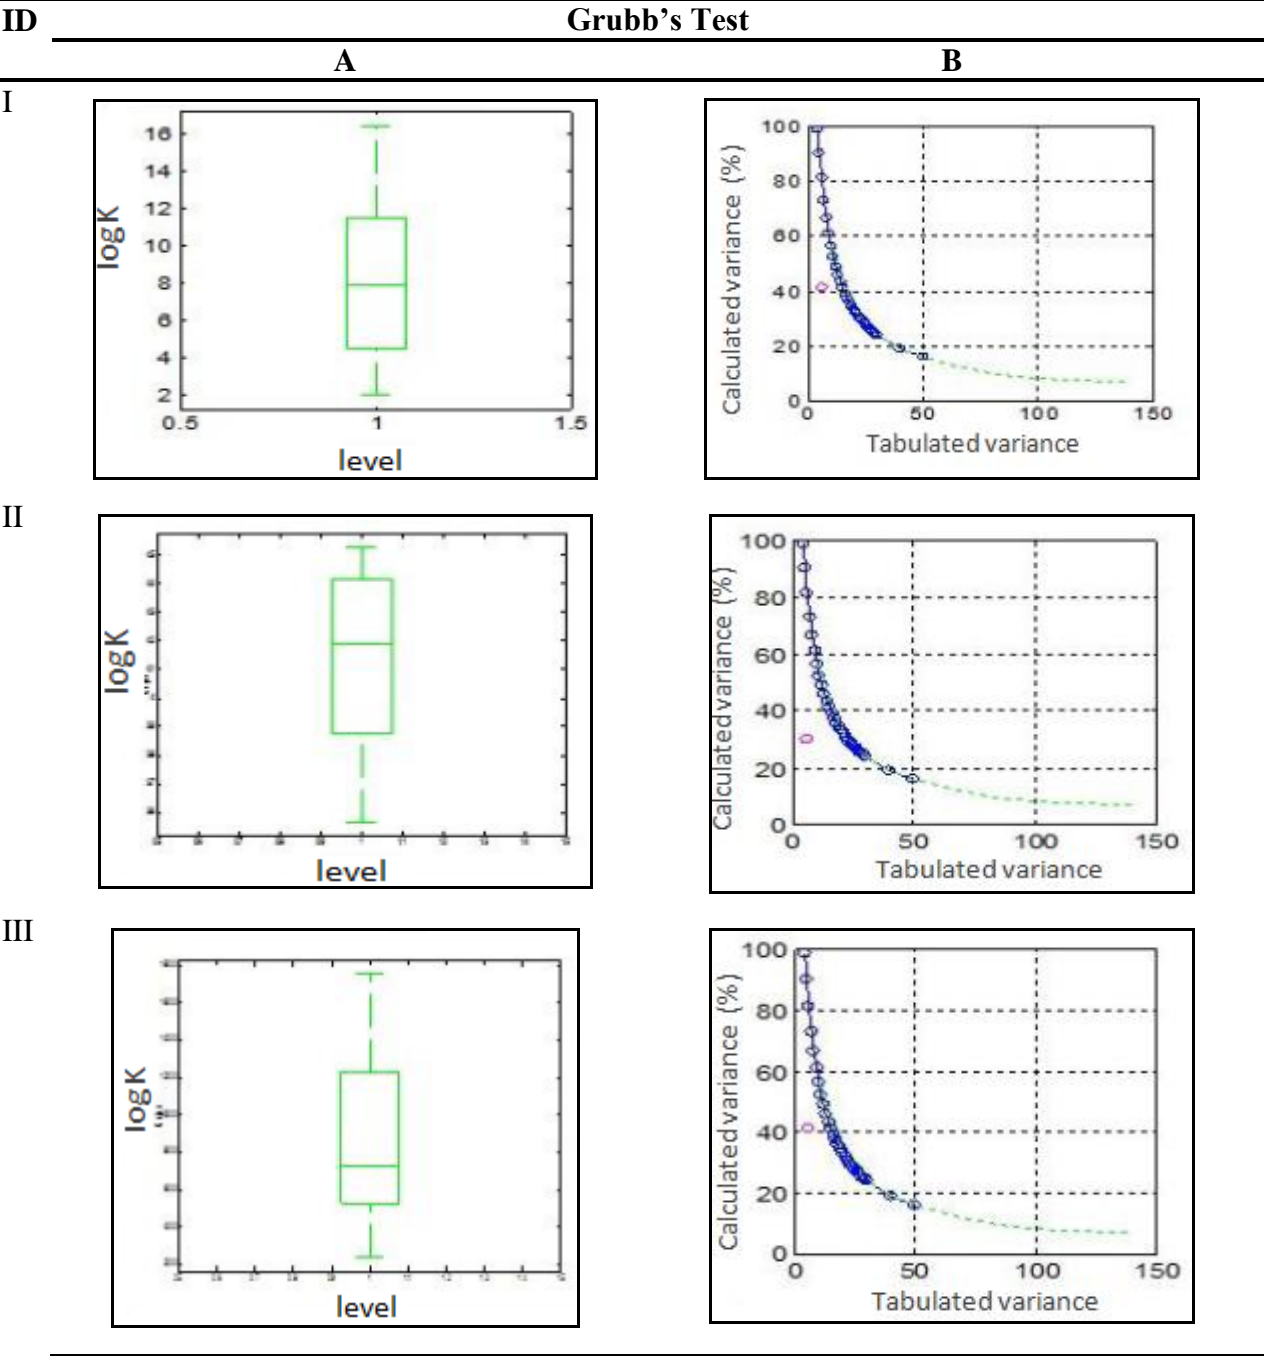 ID Grubb’s Test
A B
I
logK
16
14
12
10
8
6
4
2
0.5 1 1.5
level
Calculated variance (%)
100
80
60
40
20
0
0 50 100 150
Tabulated variance
II
logK
level
Calculated variance (%)
100
80
60
40
20
0
0 50 100 150
Tabulated variance
III
logK
level
Calculated variance (%)
100
80
60
40
20
0
0 50 100 150
Tabulated variance